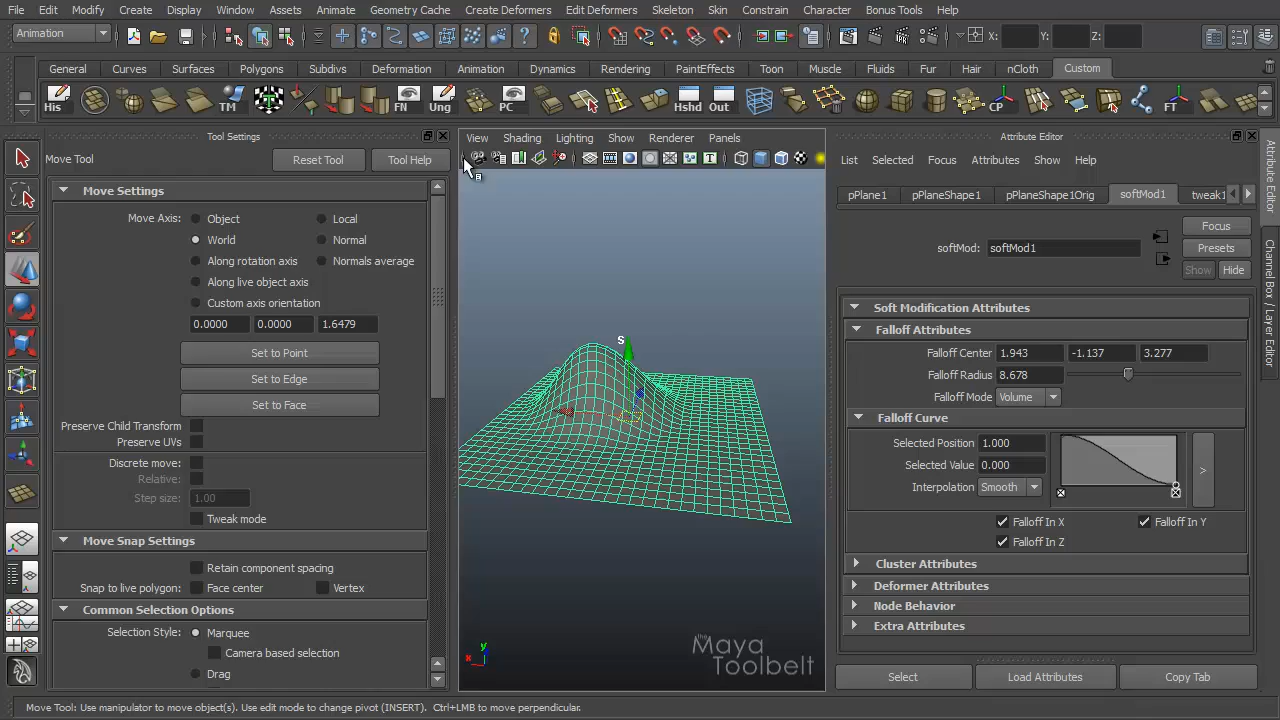 File Edit Modify Create Display Window Assets Animate Geometry Cache Create Deformers Edit Deformers Skeleton Skin Constrain Character Bonus Tools Help
Animation X: Y: Z:
General Curves Surfaces Polygons Subdivs Deformation Animation Dynamics Rendering PaintEffects Toon Muscle Fluids Fur Hair nCloth Custom
His TM FN Ung PC Hshd Out CP FT
Tool Settings
Move Tool Reset Tool Tool Help
Move Settings
Move Axis: Object Local
World Normal
Along rotation axis Normals average
Along live object axis
Custom axis orientation
0.0000 0.0000 1.6479
Set to Point
Set to Edge
Set to Face
Preserve Child Transform
Preserve UVs
Discrete move:
Relative:
Step size: 1.00
Tweak mode
Move Snap Settings
Retain component spacing
Snap to live polygon: Face center Vertex
Common Selection Options
Selection Style: Marquee
Camera based selection
Drag
View Shading Lighting Show Renderer Panels
S
y
x
the Maya
Toolbelt
Attribute Editor
List Selected Focus Attributes Show Help
pPlane1 pPlaneShape1 pPlaneShape1Orig softMod1 tweak1
Focus
softMod: softMod1 Presets
Show Hide
Soft Modification Attributes
Falloff Attributes
Falloff Center 1.943 -1.137 3.277
Falloff Radius 8.678
Falloff Mode Volume
Falloff Curve
Selected Position 1.000
Selected Value 0.000
Interpolation Smooth
>
Falloff In X Falloff In Y
Falloff In Z
Cluster Attributes
Deformer Attributes
Node Behavior
Extra Attributes
Select Load Attributes Copy Tab
Attribute Editor
Channel Box / Layer Editor
Move Tool: Use manipulator to move object(s). Use edit mode to change pivot (INSERT). Ctrl+LMB to move perpendicular.